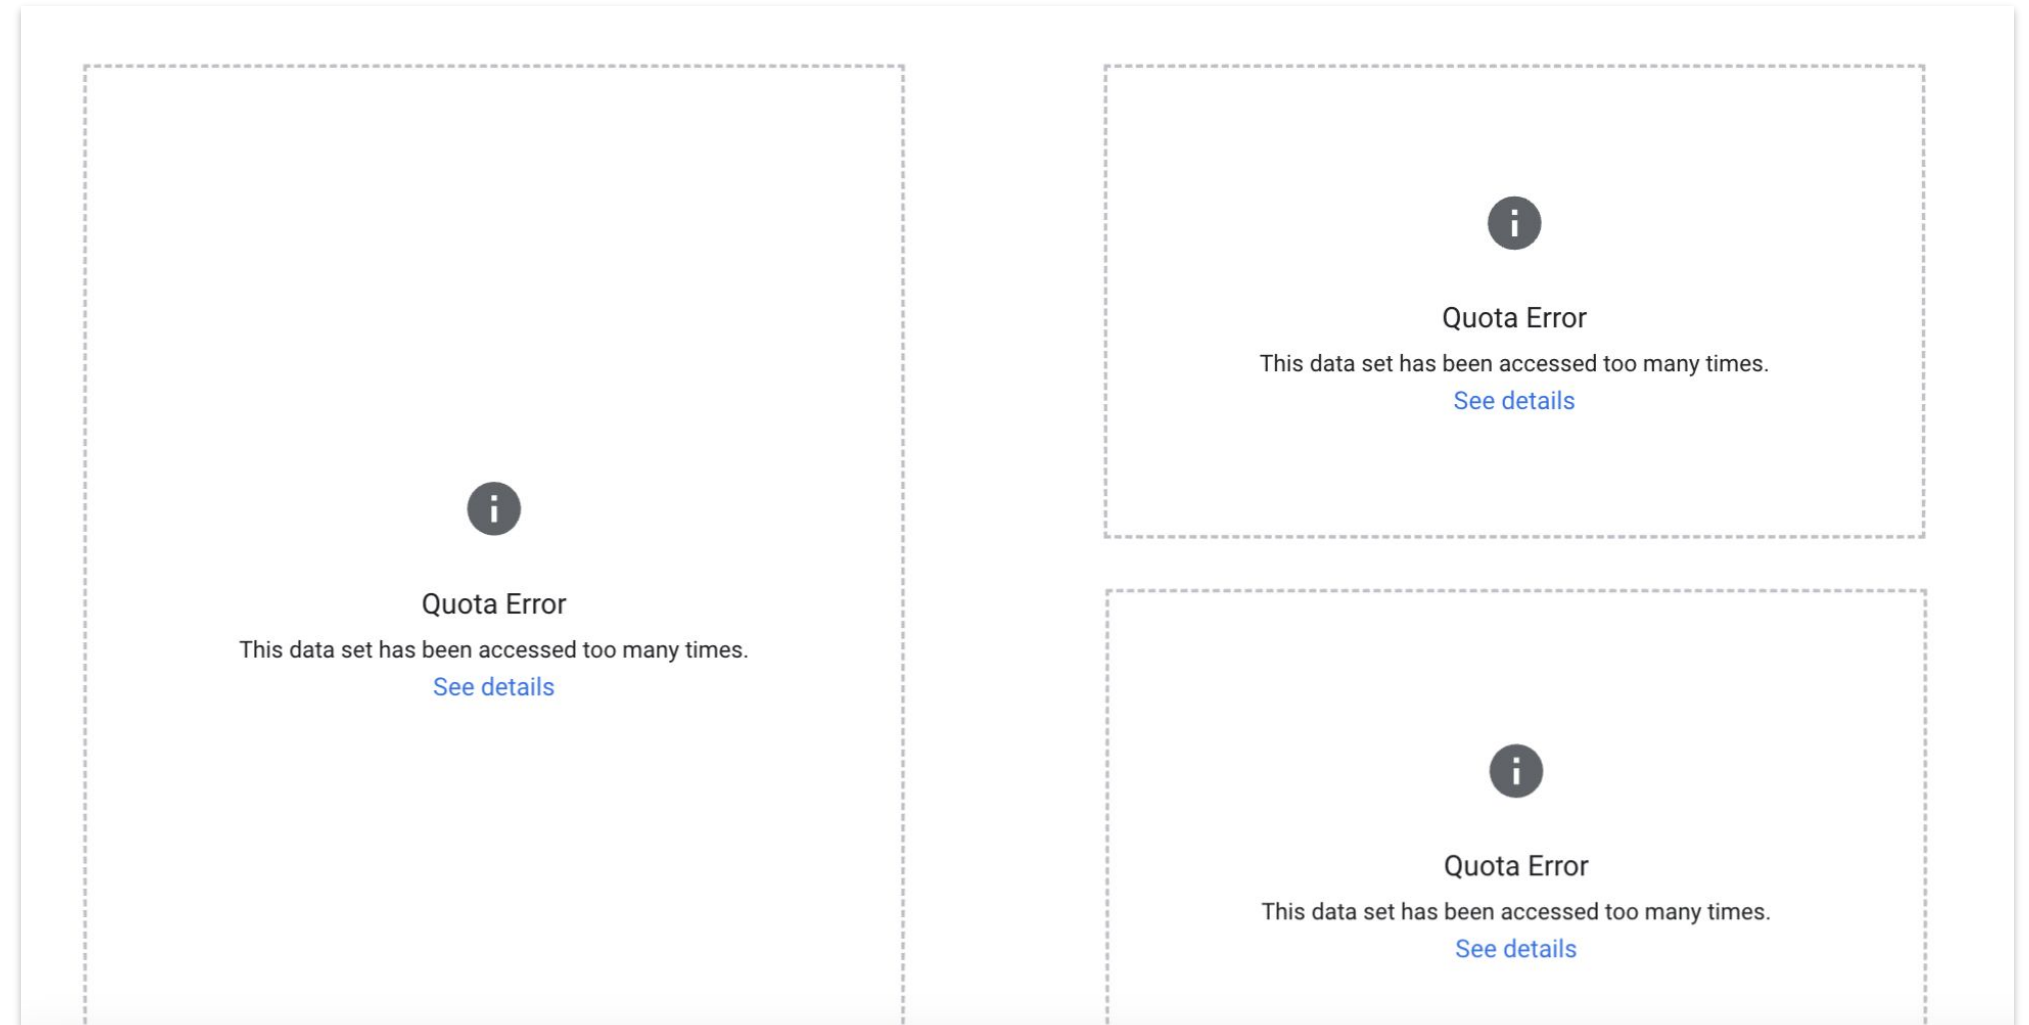 Quota Error
This data set has been accessed too many times.
See details
Quota Error
This data set has been accessed too many times.
See details
Quota Error
This data set has been accessed too many times.
See details